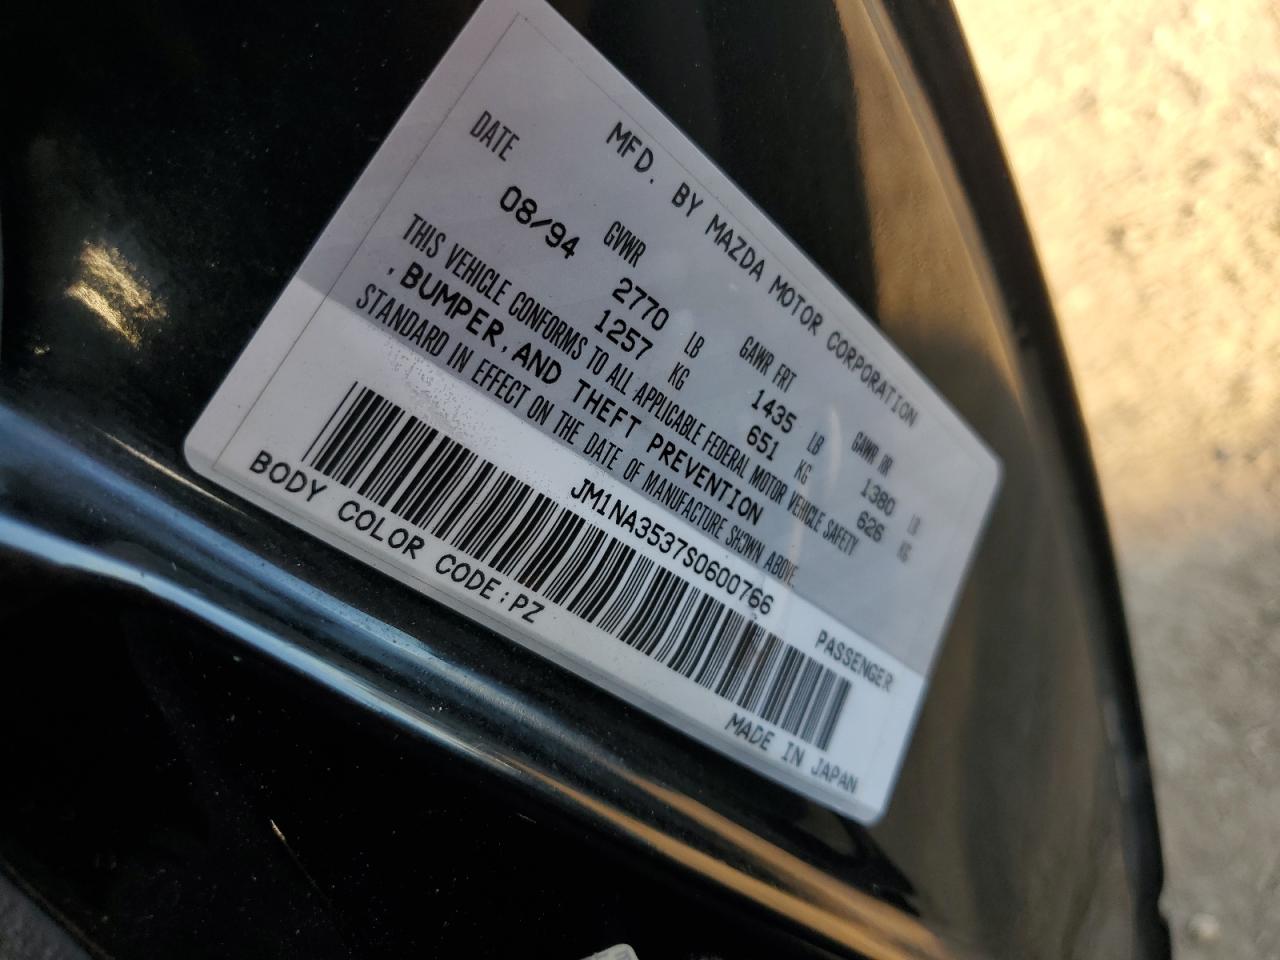 MFD. BY MAZDA MOTOR CORPORATION
DATE 08/94 GVWR 2770 LB GAWR FRT 1435 LB GAWR RR 1380 LB
1257 KG 651 KG 626 KG
THIS VEHICLE CONFORMS TO ALL APPLICABLE FEDERAL MOTOR VEHICLE SAFETY
, BUMPER, AND THEFT PREVENTION
STANDARD IN EFFECT ON THE DATE OF MANUFACTURE SHOWN ABOVE.
JM1NA3537S0600766 PASSENGER
BODY COLOR CODE:PZ MADE IN JAPAN